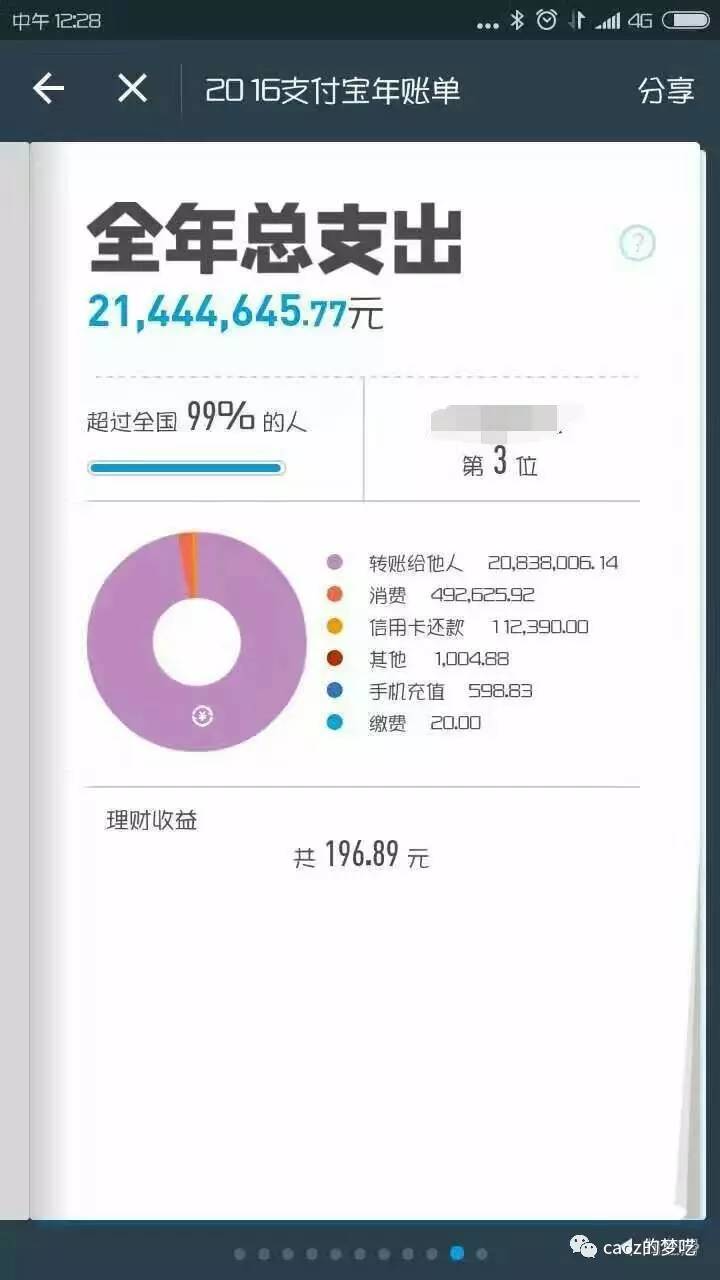 中午 12:28
4G
2016支付宝年账单
分享
全年总支出
?
21,444,645.77元
超过全国 99% 的人
第 3 位
转账给他人 20,838,006.14
消费 492,625.92
信用卡还款 112,390.00
其他 1,004.88
手机充值 598.83
缴费 20.00
¥
理财收益
共 196.89 元
cadz的梦呓